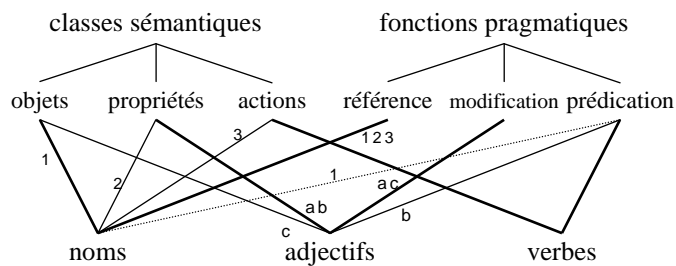 classes sémantiques fonctions pragmatiques
objets propriétés actions référence modification prédication
3 1 2 3
1
2 1 a c
a b b
c
noms adjectifs verbes